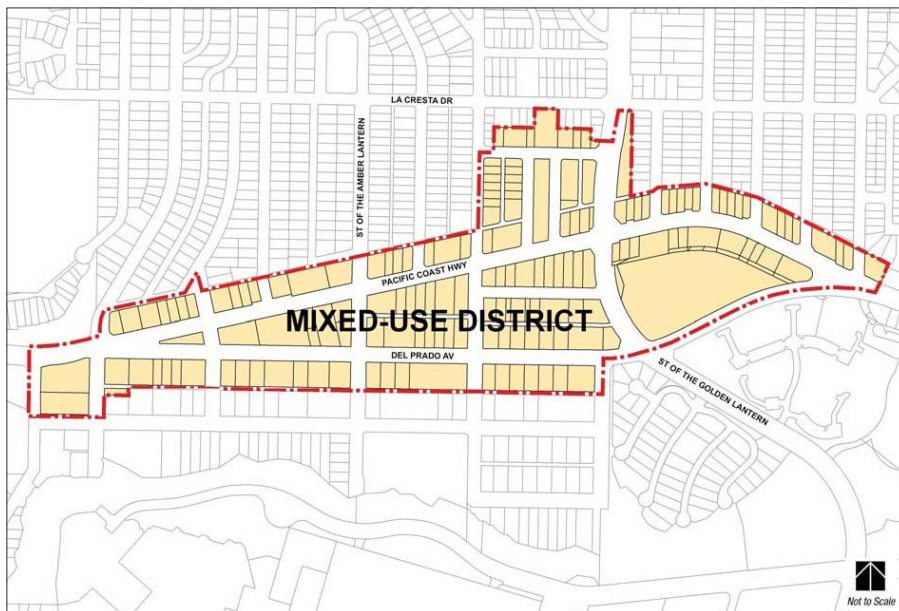 LA CRESTA DR
ST OF THE AMBER LANTERN
PACIFIC COAST HWY
MIXED-USE DISTRICT
DEL PRADO AV
ST OF THE GOLDEN LANTERN
Not to Scale